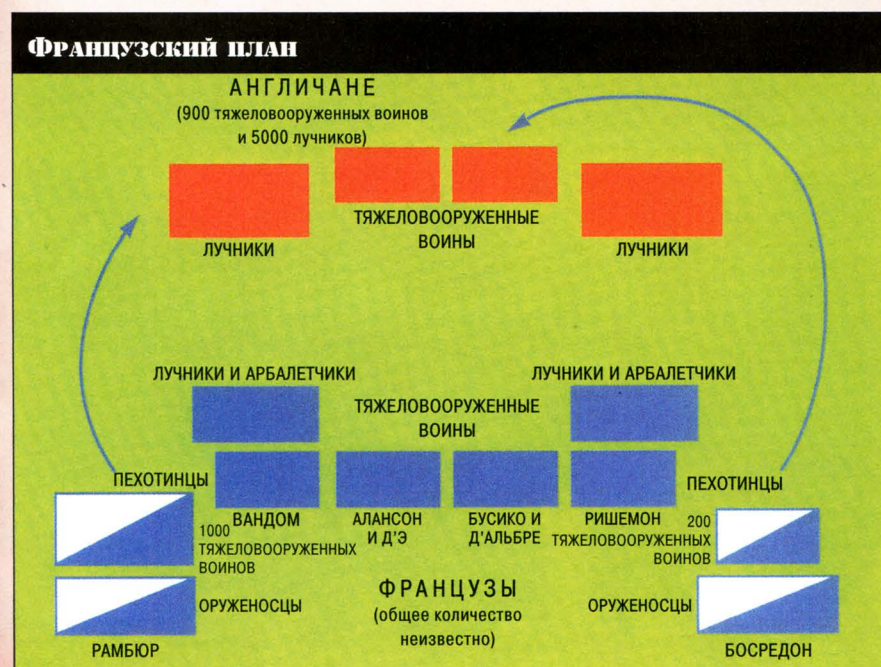 Французский план
АНГЛИЧАНЕ
(900 тяжеловооруженных воинов
и 5000 лучников)
ТЯЖЕЛОВООРУЖЕННЫЕ
ВОИНЫ
ЛУЧНИКИ
ЛУЧНИКИ
ЛУЧНИКИ И АРБАЛЕТЧИКИ
ЛУЧНИКИ И АРБАЛЕТЧИКИ
ТЯЖЕЛОВООРУЖЕННЫЕ
ВОИНЫ
ПЕХОТИНЦЫ
ПЕХОТИНЦЫ
ВАНДОМ
АЛАНСОН
И Д'Э
БУСИКО И
Д'АЛЬБРЕ
РИШЕМОН
1000
ТЯЖЕЛОВООРУЖЕННЫХ
ВОИНОВ
200
ТЯЖЕЛОВООРУЖЕННЫХ
ВОИНОВ
ФРАНЦУЗЫ
(общее количество
неизвестно)
ОРУЖЕНОСЦЫ
ОРУЖЕНОСЦЫ
РАМБЮР
БОСРЕДОН